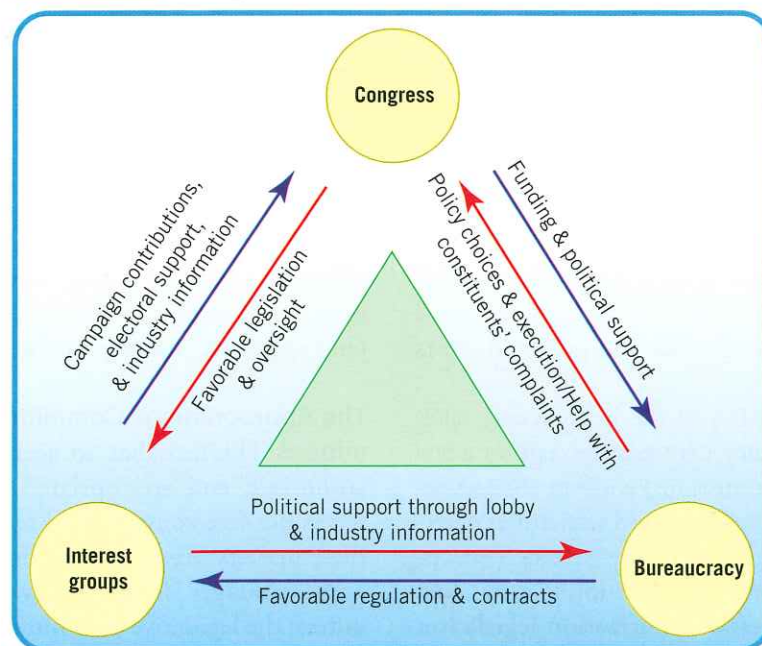 Congress
Campaign contributions,
electoral support,
& industry information
Favorable legislation
& oversight
Policy choices & execution/Help with
constituents' complaints
Funding & political support
Political support through lobby
& industry information
Interest
groups
Bureaucracy
Favorable regulation & contracts